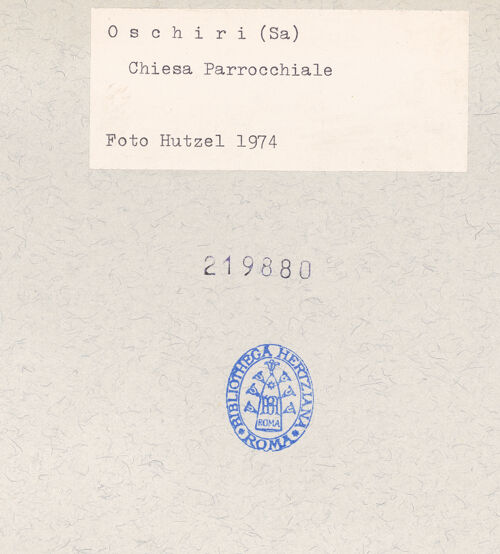 O s c h i r i (Sa)
Chiesa Parrocchiale
Foto Hutzel 1974
219880
BIBLIOTHECA HERTZIANA
ROMA
ROMA